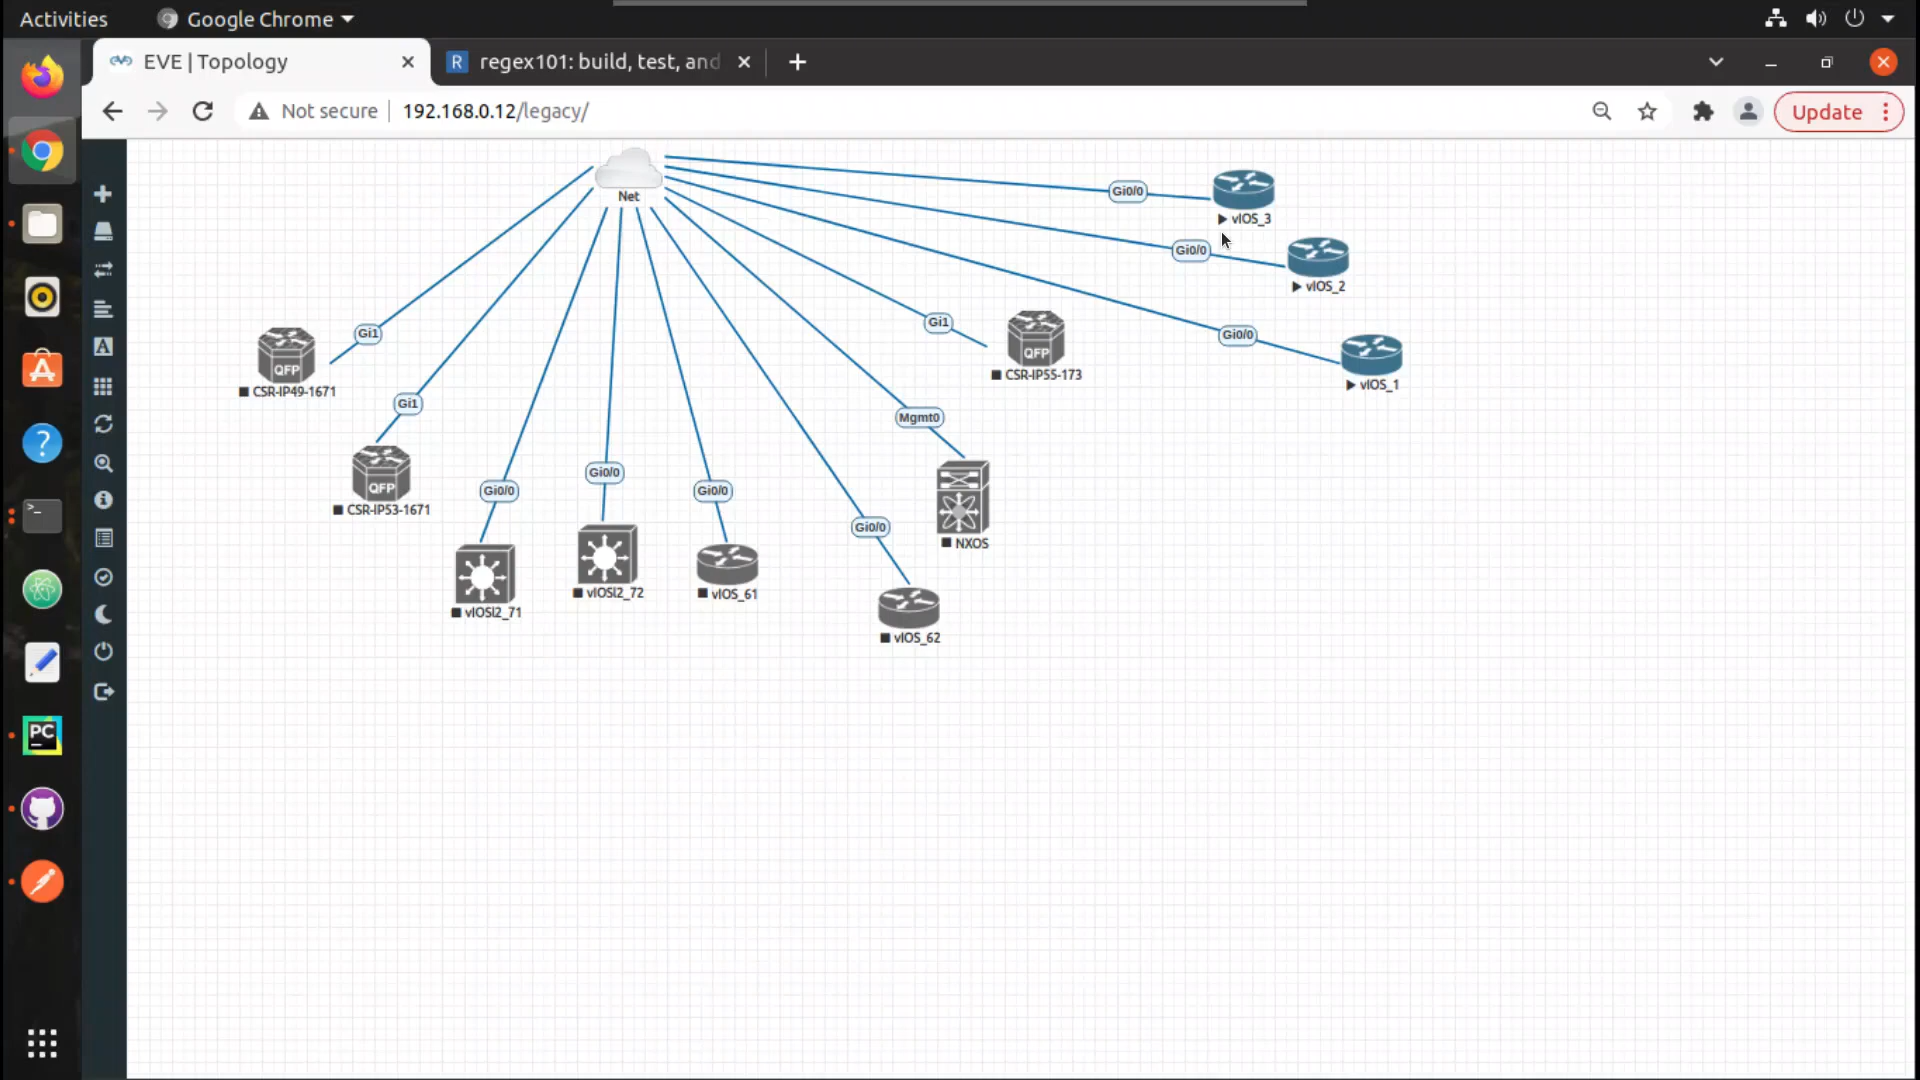 Activities
Google Chrome
EVE | Topology
R
regex101: build, test, and
Not secure
192.168.0.12/legacy/
Update
Net
Gi0/0
vIOS_3
Gi0/0
vIOS_2
Gi1
QFP
CSR-IP55-173
Gi0/0
vIOS_1
Gi1
QFP
CSR-IP49-1671
Gi1
Mgmt0
QFP
CSR-IP53-1671
Gi0/0
Gi0/0
Gi0/0
Gi0/0
NXOS
vIOSl2_71
vIOSl2_72
vIOS_61
vIOS_62
A
PC